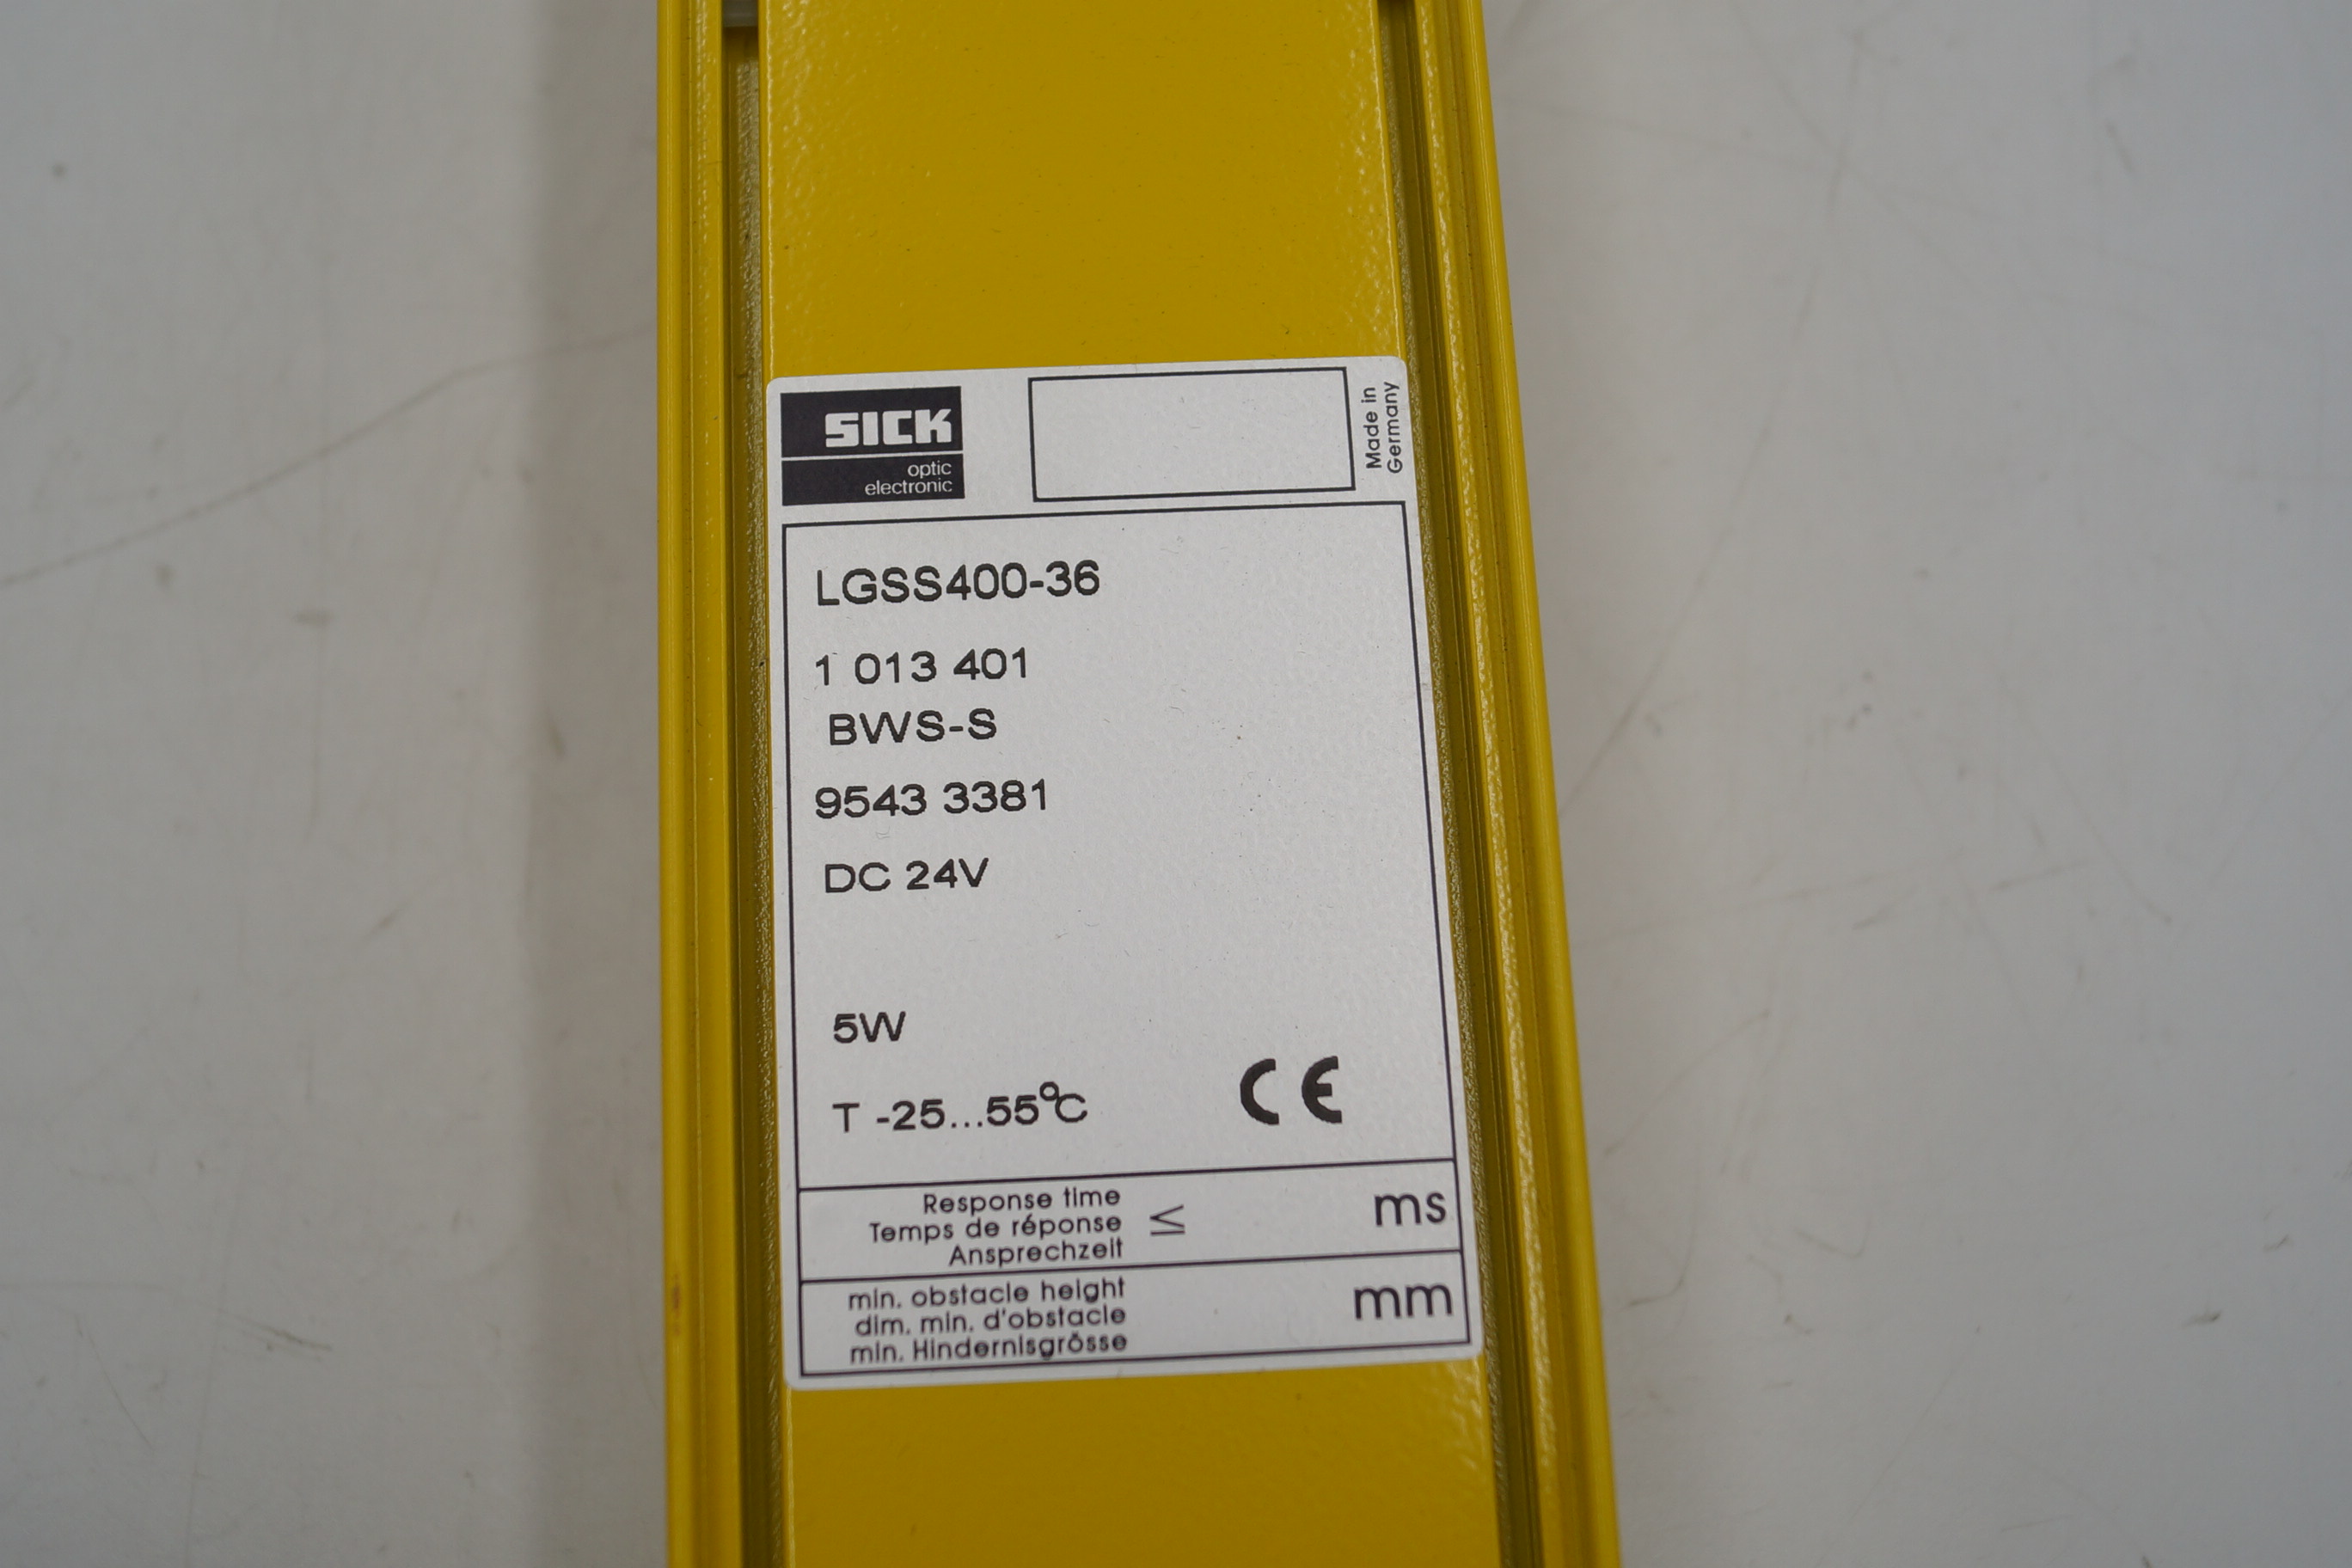 SICK
optic
electronic
Made in
Germany
LGSS400-36
1 013 401
BWS-S
9543 3381
DC 24V
5W
T -25...55°C
CE
Response time
Temps de réponse ≤ ms
Ansprechzeit
min. obstacle height
dim. min. d'obstacle mm
min. Hindernisgrösse